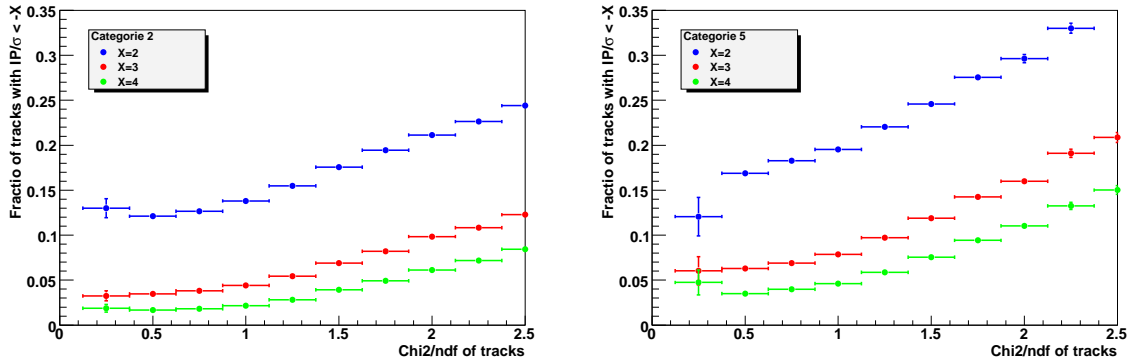 Fractio of tracks with IP/σ < -X
0.35
0.3
0.25
0.2
0.15
0.1
0.05
0
Categorie 2
X=2
X=3
X=4
0.5
1
1.5
2
2.5
Chi2/ndf of tracks
Fraction of tracks with IP/σ < -X
0.35
0.3
0.25
0.2
0.15
0.1
0.05
0
Categorie 5
X=2
X=3
X=4
0
0.5
1
1.5
2
2.5
Chi2/ndf of tracks